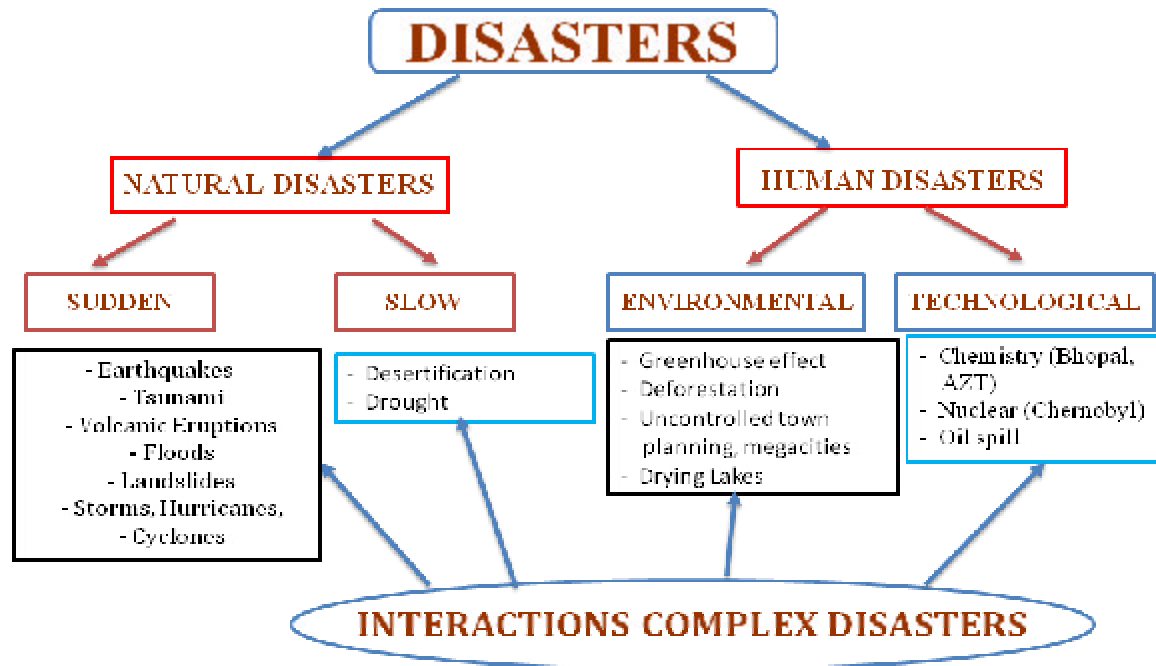 DISASTERS
NATURAL DISASTERS
HUMAN DISASTERS
SUDDEN
SLOW
ENVIRONMENTAL
TECHNOLOGICAL
- Earthquakes
- Tsunami
- Volcanic Eruptions
- Floods
- Landslides
- Storms, Hurricanes,
- Cyclones
- Desertification
- Drought
- Greenhouse effect
- Deforestation
- Uncontrolled town
planning, megacities
- Drying Lakes
- Chemistry (Bhopal,
AZT)
- Nuclear (Chernobyl)
- Oil spill
INTERACTIONS COMPLEX DISASTERS